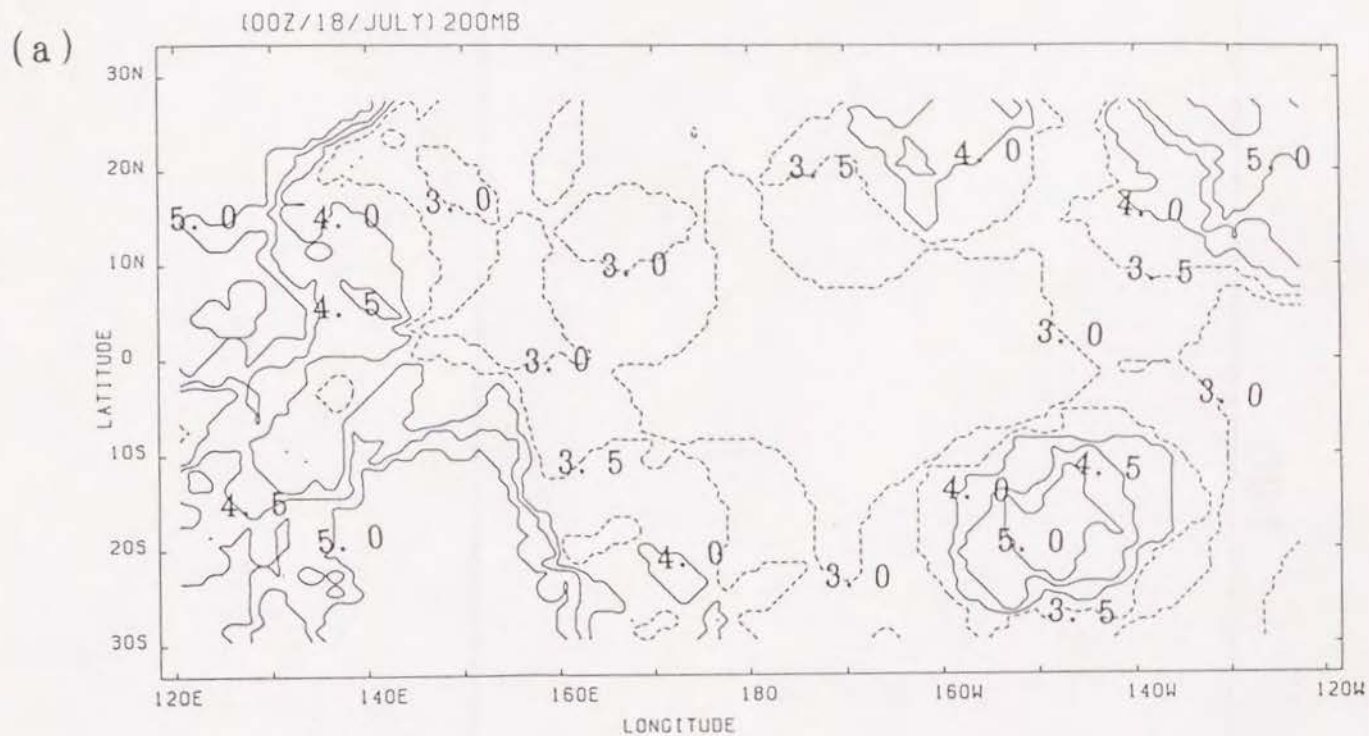 (00Z/18/JULY) 200MB
(a)
30N
20N
10N
0
10S
20S
30S
LATITUDE
5. 0
4. 0
3. 0
3. 5
4. 0
5. 0
4. 0
4. 5
3. 0
3. 0
3. 0
3. 5
3. 0
4. 5
5. 0
3. 5
4. 0
3. 0
4. 0
4. 5
5. 0
3. 5
120E
140E
160E
180
160W
140W
120W
LONGITUDE